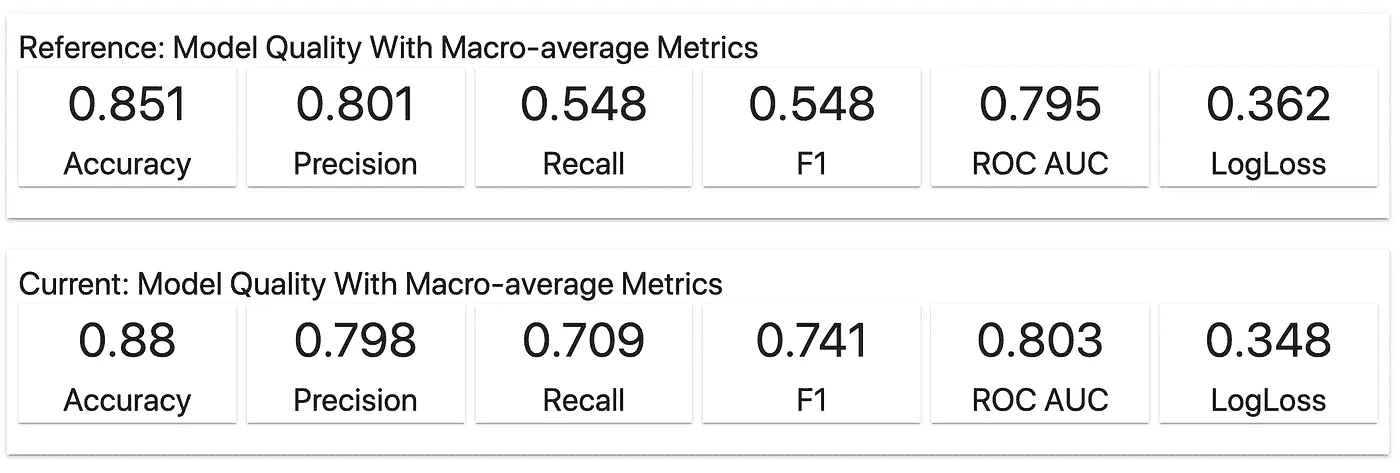 Reference: Model Quality With Macro-average Metrics
0.851 0.801 0.548 0.548 0.795 0.362
Accuracy Precision Recall F1 ROC AUC LogLoss
Current: Model Quality With Macro-average Metrics
0.88 0.798 0.709 0.741 0.803 0.348
Accuracy Precision Recall F1 ROC AUC LogLoss